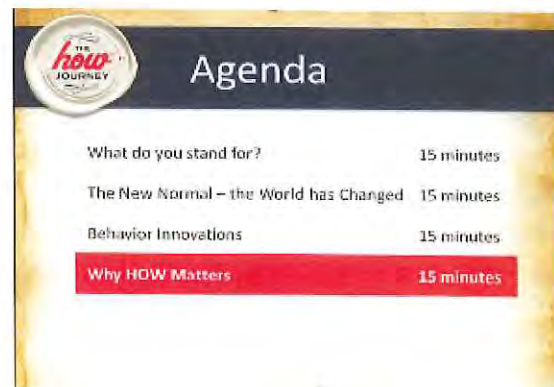 THE
how
JOURNEY
Agenda
What do you stand for? 15 minutes
The New Normal – the World has Changed 15 minutes
Behavior Innovations 15 minutes
Why HOW Matters 15 minutes